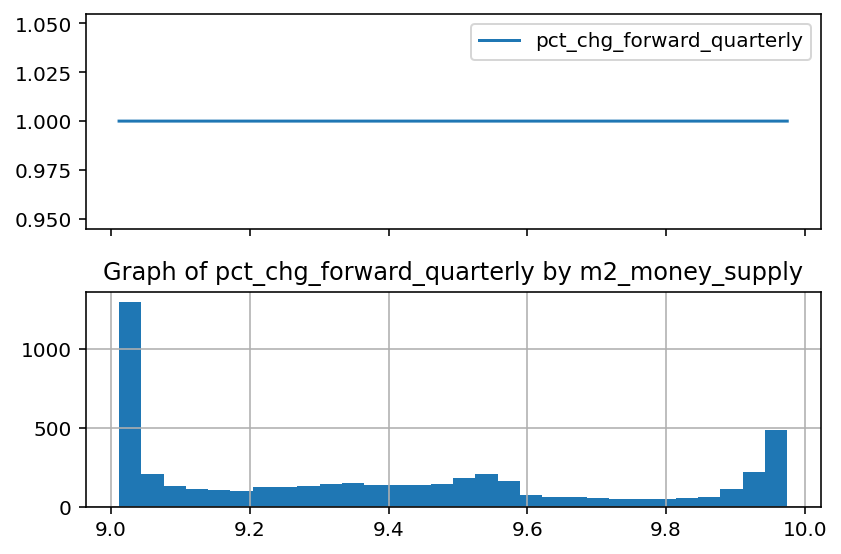 1.050
1.025
1.000
0.975
0.950
pct_chg_forward_quarterly
Graph of pct_chg_forward_quarterly by m2_money_supply
1000
500
0
9.0 9.2 9.4 9.6 9.8 10.0